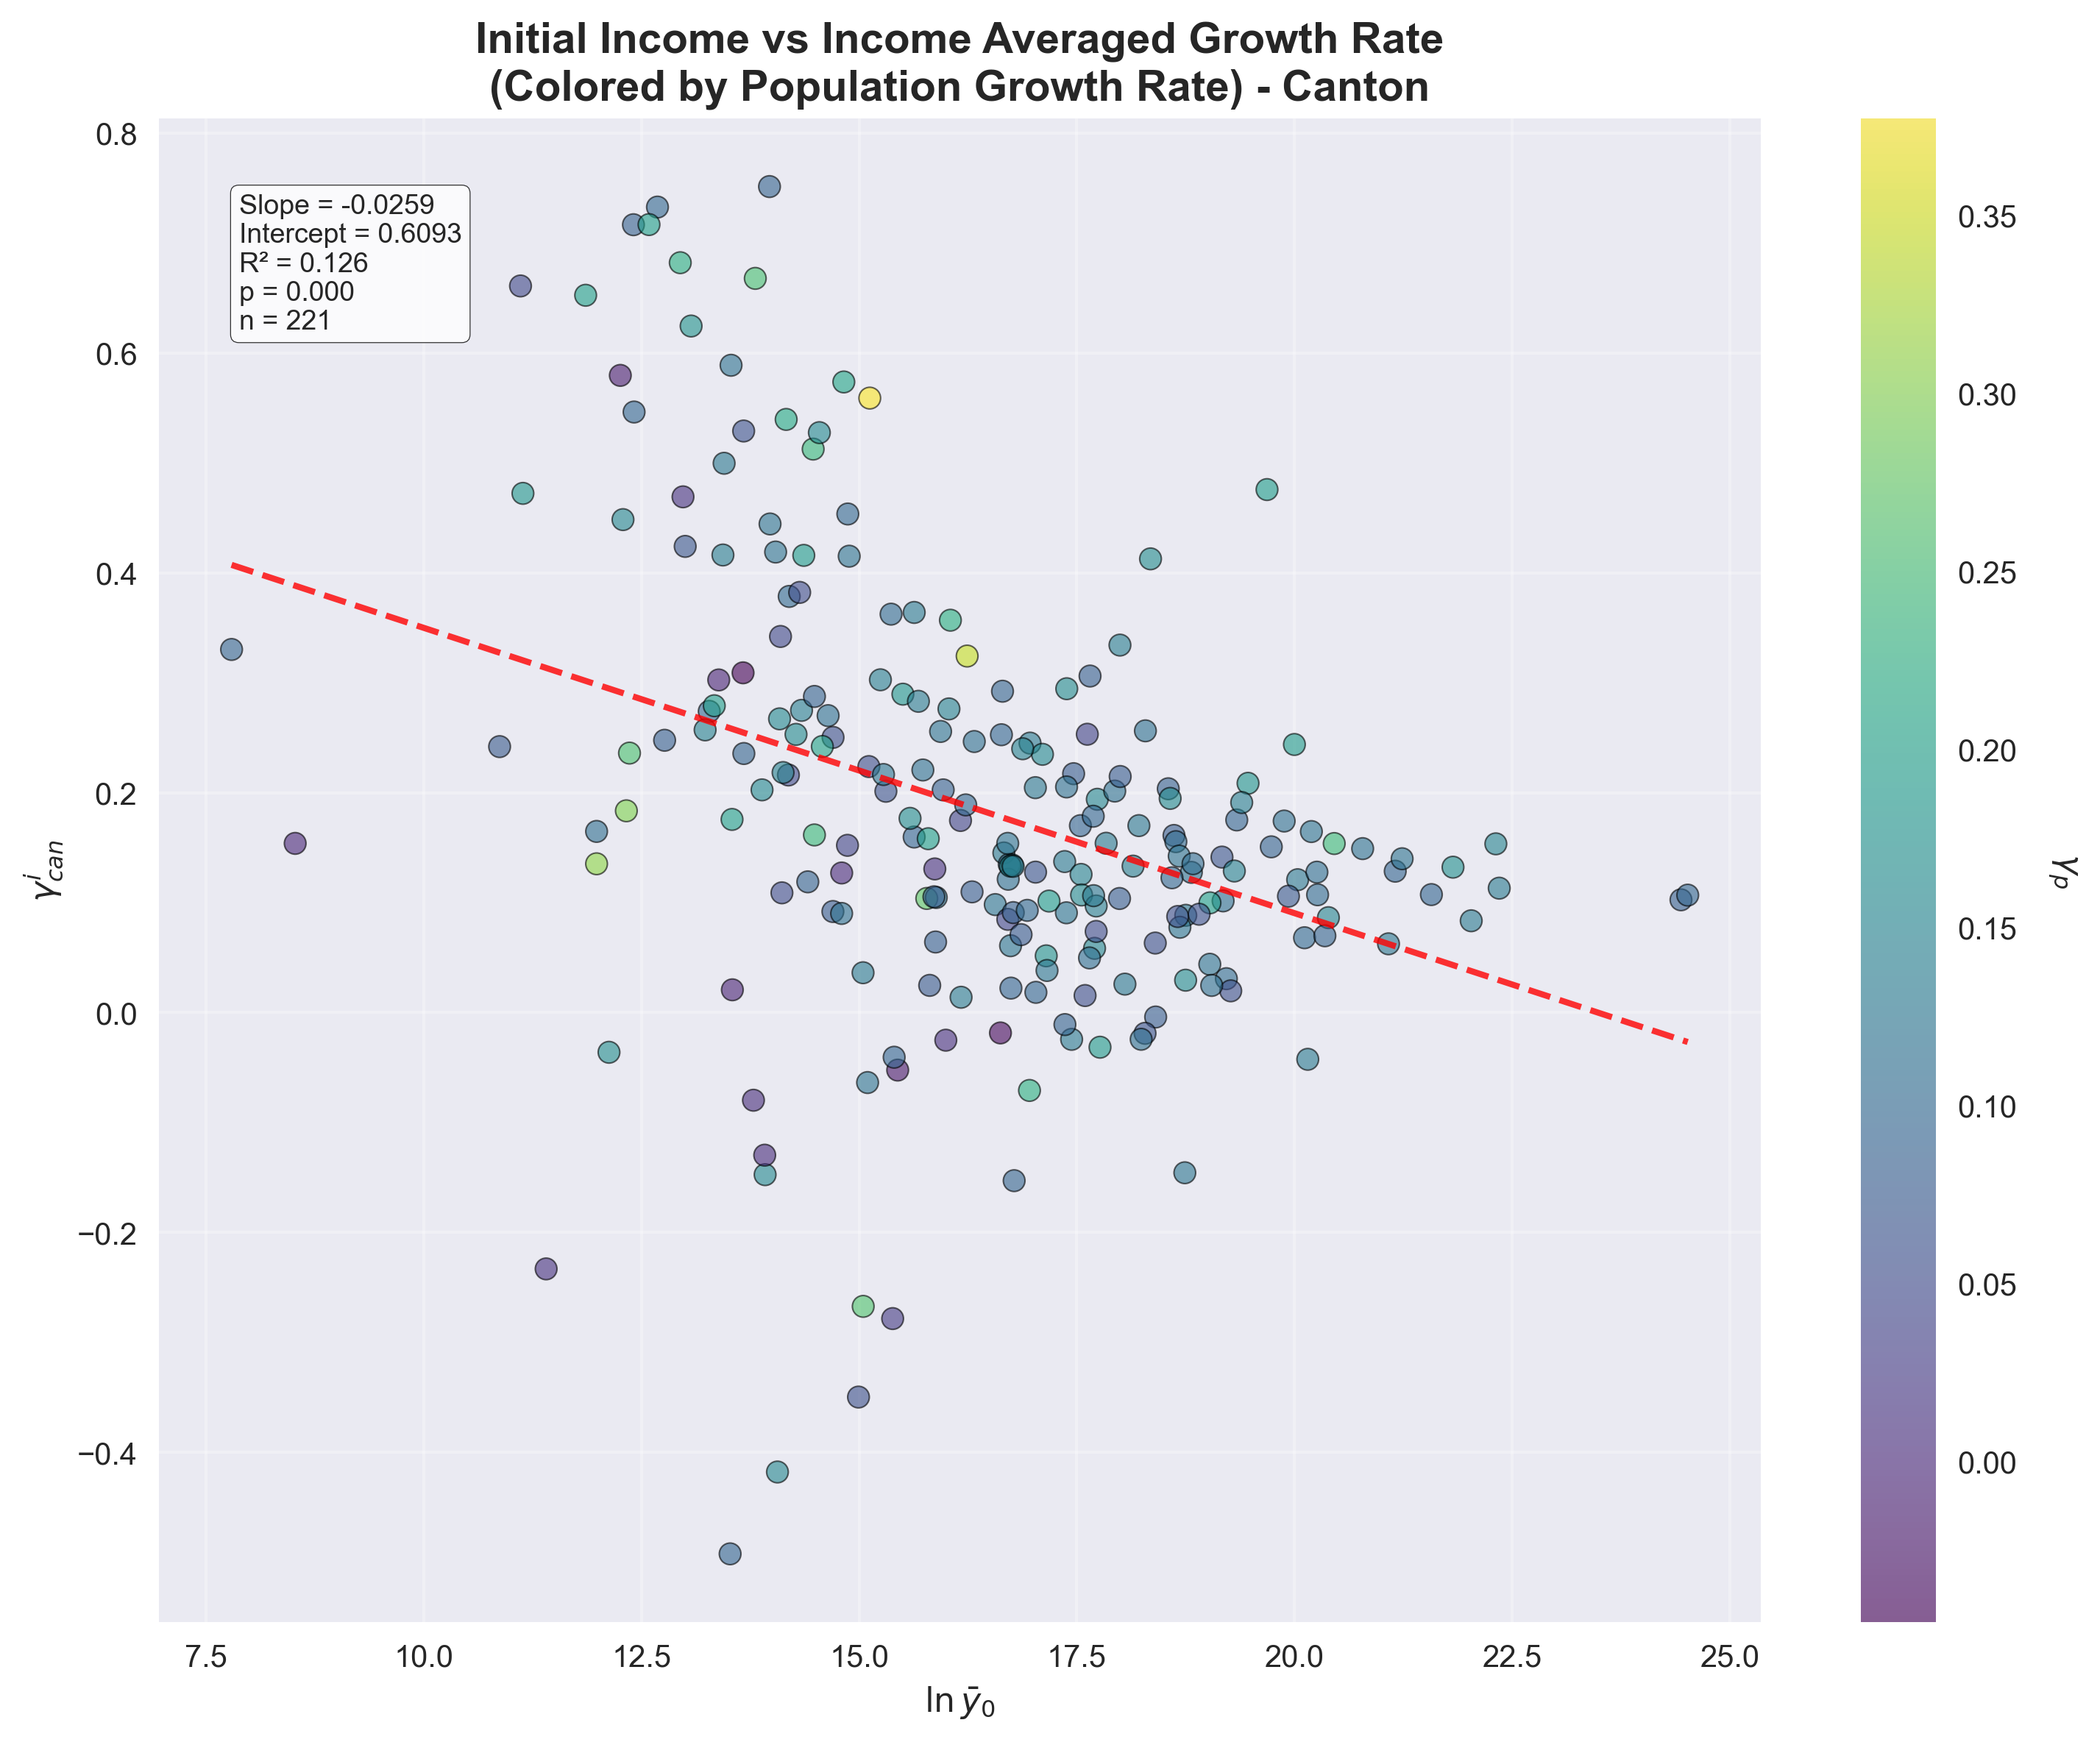 Initial Income vs Income Averaged Growth Rate
(Colored by Population Growth Rate) - Canton
Slope = -0.0259
Intercept = 0.6093
R² = 0.126
p = 0.000
n = 221
0.8
0.6
0.4
0.2
0.0
−0.2
−0.4
γ^i_can
7.5 10.0 12.5 15.0 17.5 20.0 22.5 25.0
ln ȳ₀
0.35
0.30
0.25
0.20
0.15
0.10
0.05
0.00
γ_p